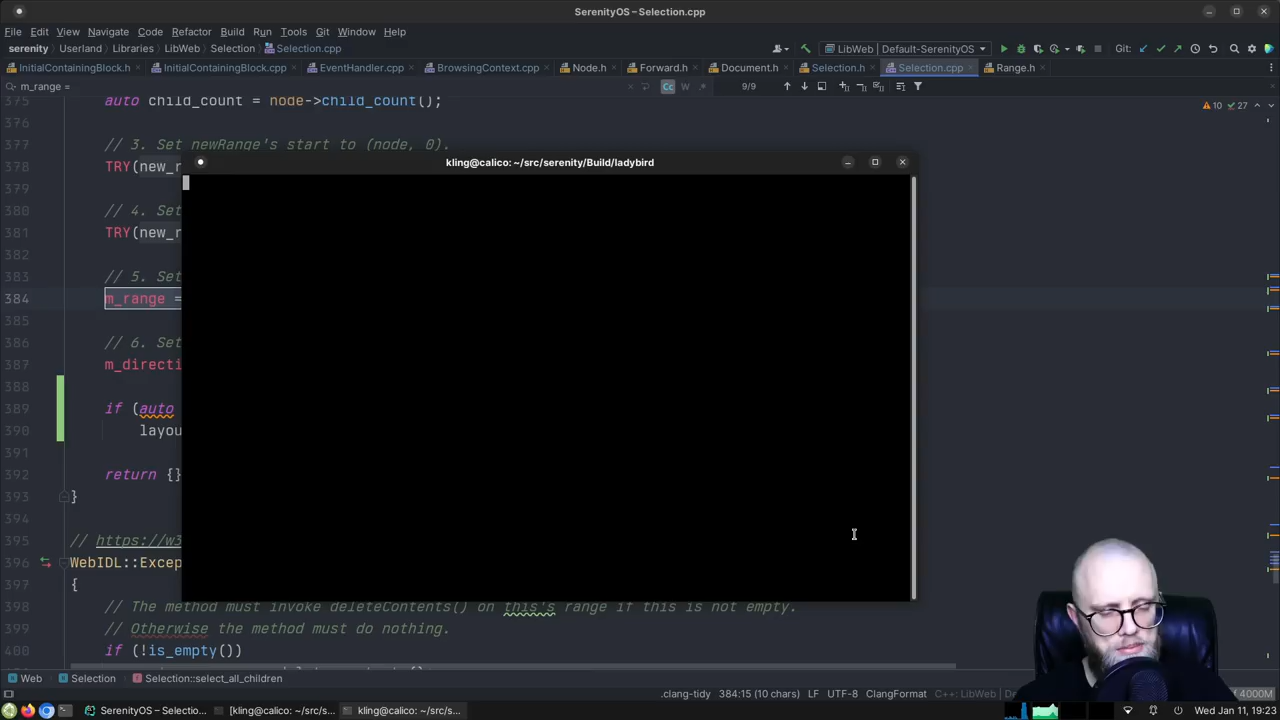 SerenityOS – Selection.cpp
File Edit View Navigate Code Refactor Build Run Tools Git Window Help
serenity Userland Libraries LibWeb Selection Selection.cpp LibWeb | Default-SerenityOS Git:
InitialContainingBlock.h InitialContainingBlock.cpp EventHandler.cpp BrowsingContext.cpp Node.h Forward.h Document.h Selection.h Selection.cpp Range.h
m_range = Cc W 9/9
375 auto child_count = node->child_count(); 10 27
376
377 // 3. Set newRange's start to (node, 0).
kling@calico: ~/src/serenity/Build/ladybird
378 TRY(new_r
379
380 // 4. Set
381 TRY(new_r
382
383 // 5. Set
384 m_range =
385
386 // 6. Set
387 m_directi
388
389 if (auto
390 layou
391
392 return {}
393 }
394
395 // https://w3
396 WebIDL::Excep
397 {
398 // The method must invoke deleteContents() on this's range if this is not empty.
399 // Otherwise the method must do nothing.
400 if (!is_empty())
Web Selection Selection::select_all_children
.clang-tidy 384:15 (10 chars) LF UTF-8 ClangFormat C++: LibWeb | De 4000M
SerenityOS – Selectio... [kling@calico: ~/src/s... kling@calico: ~/src/s... Wed Jan 11, 19:23